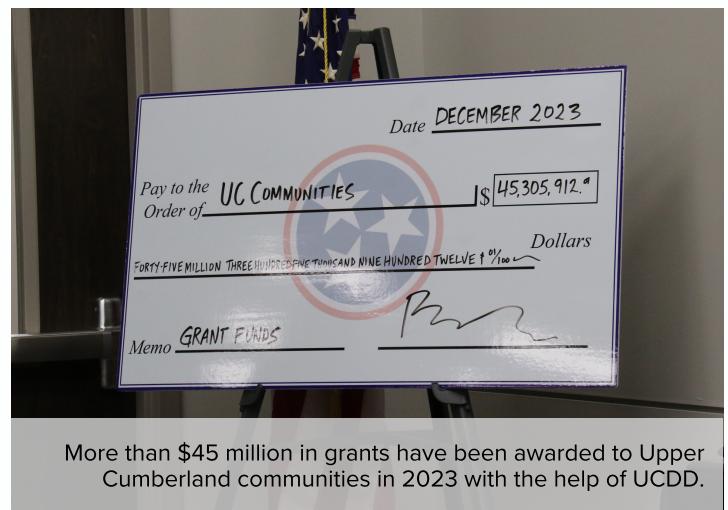 Date DECEMBER 2023
Pay to the
Order of UC COMMUNITIES $ 45,305,912.01
Dollars
FORTY-FIVE MILLION THREE HUNDRED FIVE THOUSAND NINE HUNDRED TWELVE & 01/100
Memo GRANT FUNDS
More than $45 million in grants have been awarded to Upper
Cumberland communities in 2023 with the help of UCDD.